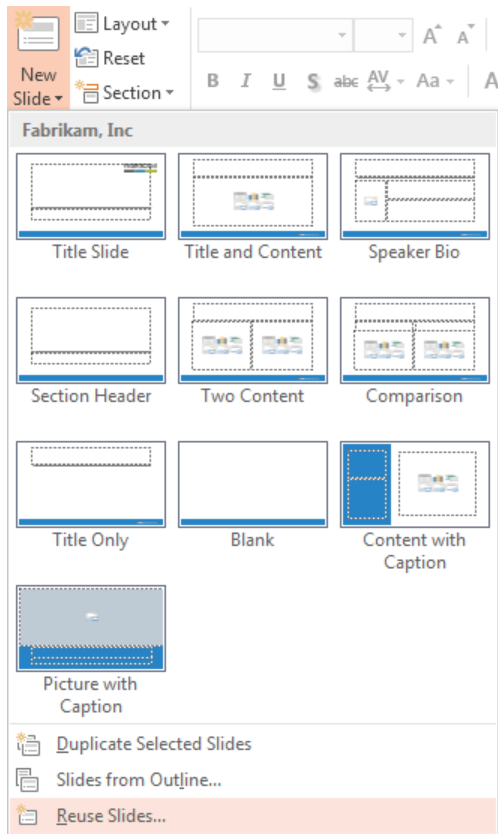 New
Slide
Layout
Reset
Section
A A
B I U S abc AV Aa A
Fabrikam, Inc
Title Slide
Title and Content
Speaker Bio
Section Header
Two Content
Comparison
Title Only
Blank
Content with
Caption
Picture with
Caption
Duplicate Selected Slides
Slides from Outline...
Reuse Slides...